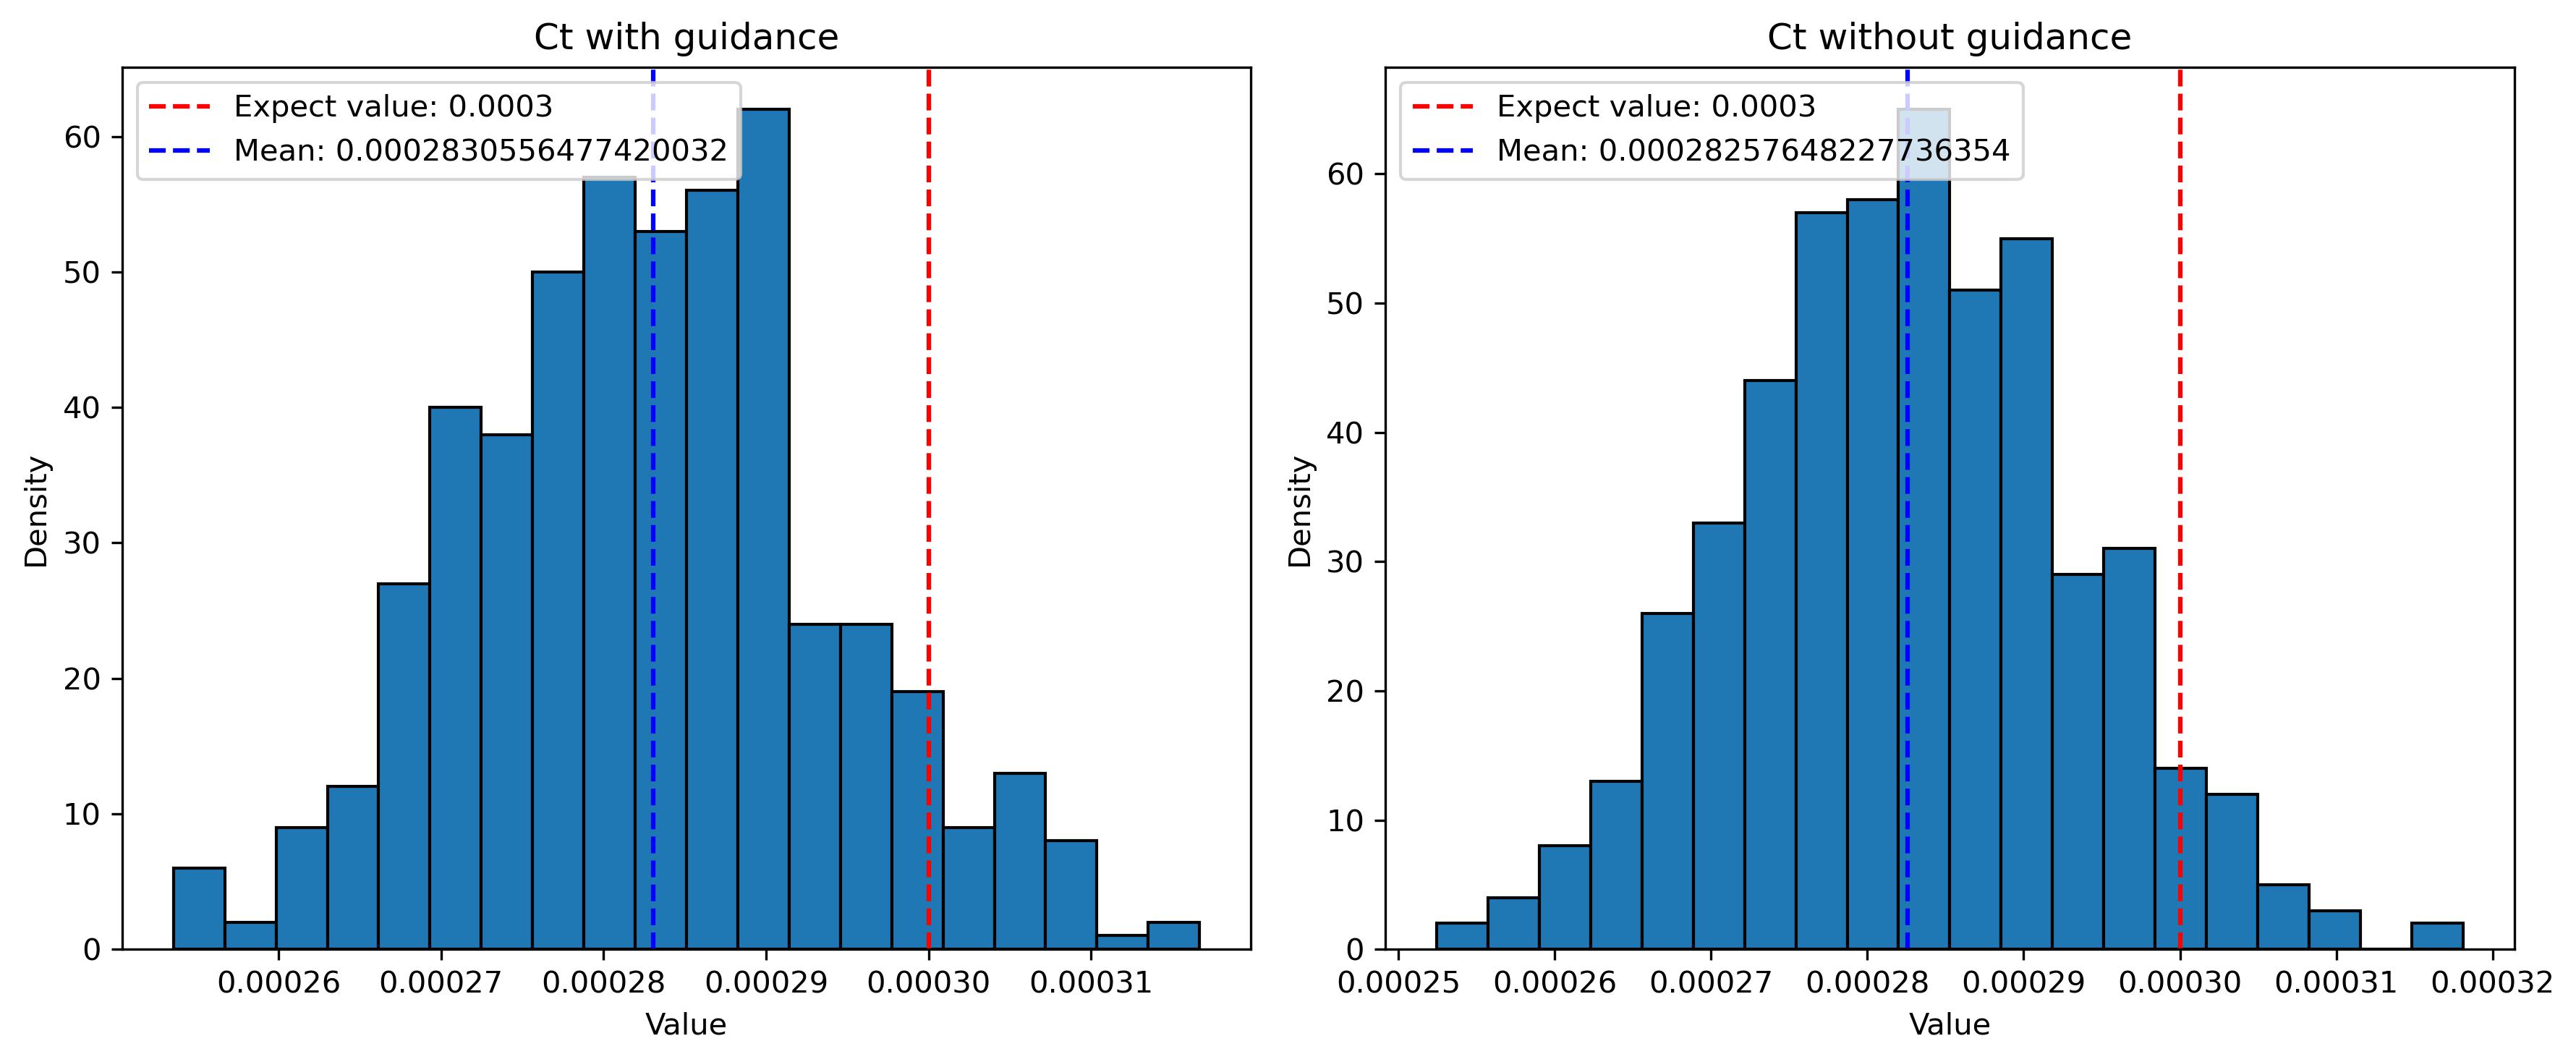 Ct with guidance
Expect value: 0.0003
Mean: 0.0002830556477420032
60
50
40
30
20
10
0
Density
0.00026 0.00027 0.00028 0.00029 0.00030 0.00031
Value
Ct without guidance
Expect value: 0.0003
Mean: 0.00028257648227736354
60
50
40
30
20
10
0
Density
0.00025 0.00026 0.00027 0.00028 0.00029 0.00030 0.00031 0.00032
Value